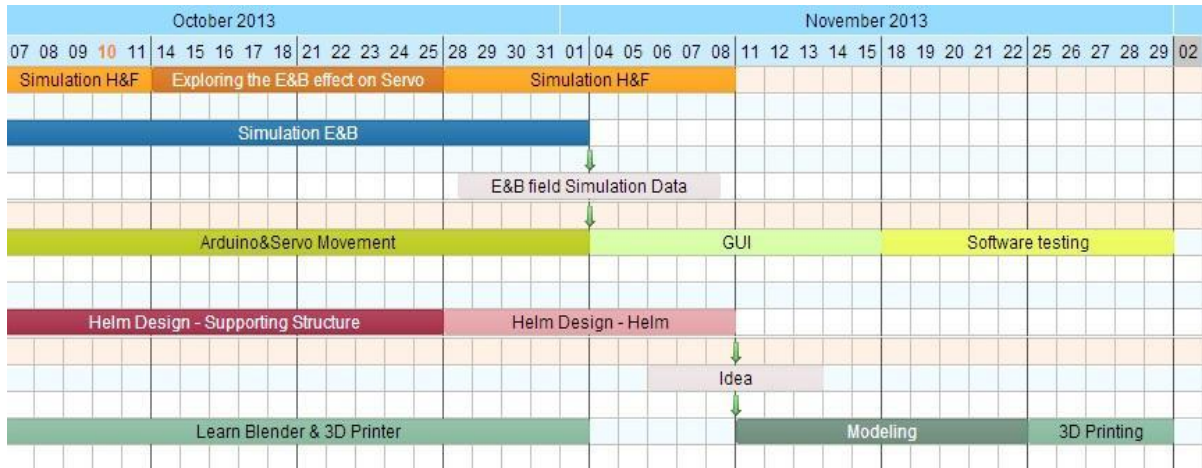 October 2013 November 2013
07 08 09 10 11 14 15 16 17 18 21 22 23 24 25 28 29 30 31 01 04 05 06 07 08 11 12 13 14 15 18 19 20 21 22 25 26 27 28 29 02
Simulation H&F Exploring the E&B effect on Servo Simulation H&F
Simulation E&B
E&B field Simulation Data
Arduino&Servo Movement GUI Software testing
Helm Design - Supporting Structure Helm Design - Helm
Idea
Learn Blender & 3D Printer Modeling 3D Printing